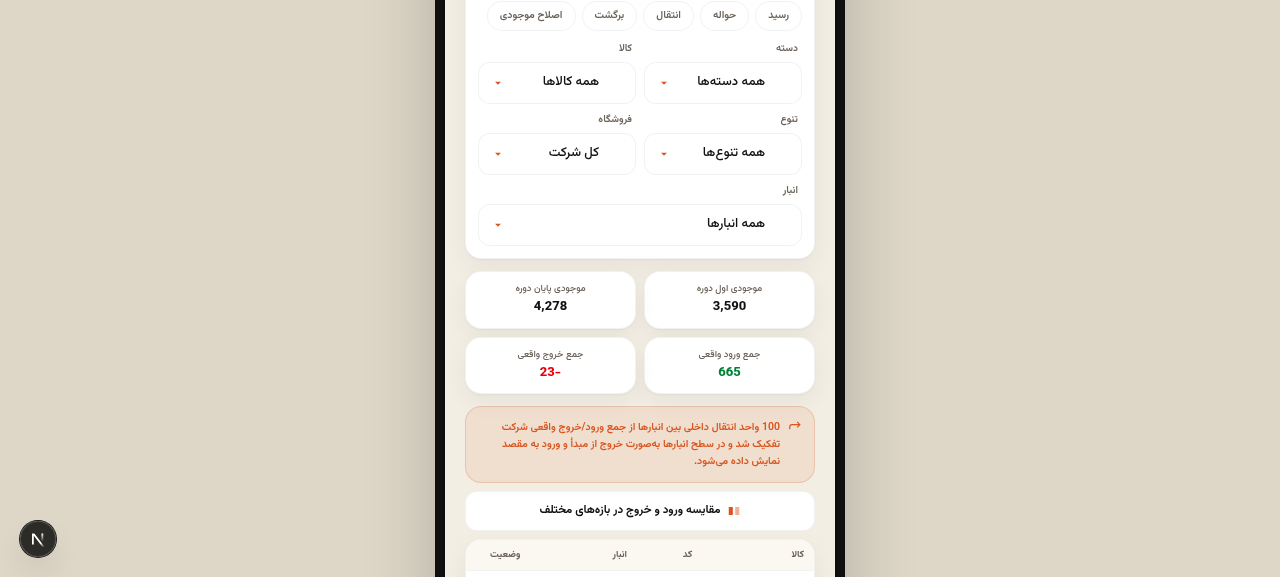 رسید
حواله
انتقال
برگشت
اصلاح موجودی
دسته
کالا
همه دسته‌ها
همه کالاها
تنوع
فروشگاه
همه تنوع‌ها
کل شرکت
انبار
همه انبارها
موجودی اول دوره
3,590
موجودی پایان دوره
4,278
جمع ورود واقعی
665
جمع خروج واقعی
-23
100 واحد انتقال داخلی بین انبارها از جمع ورود/خروج واقعی شرکت
تفکیک شد و در سطح انبارها به‌صورت خروج از مبدأ و ورود به مقصد
نمایش داده می‌شود.
مقایسه ورود و خروج در بازه‌های مختلف
کالا
کد
انبار
وضعیت
N